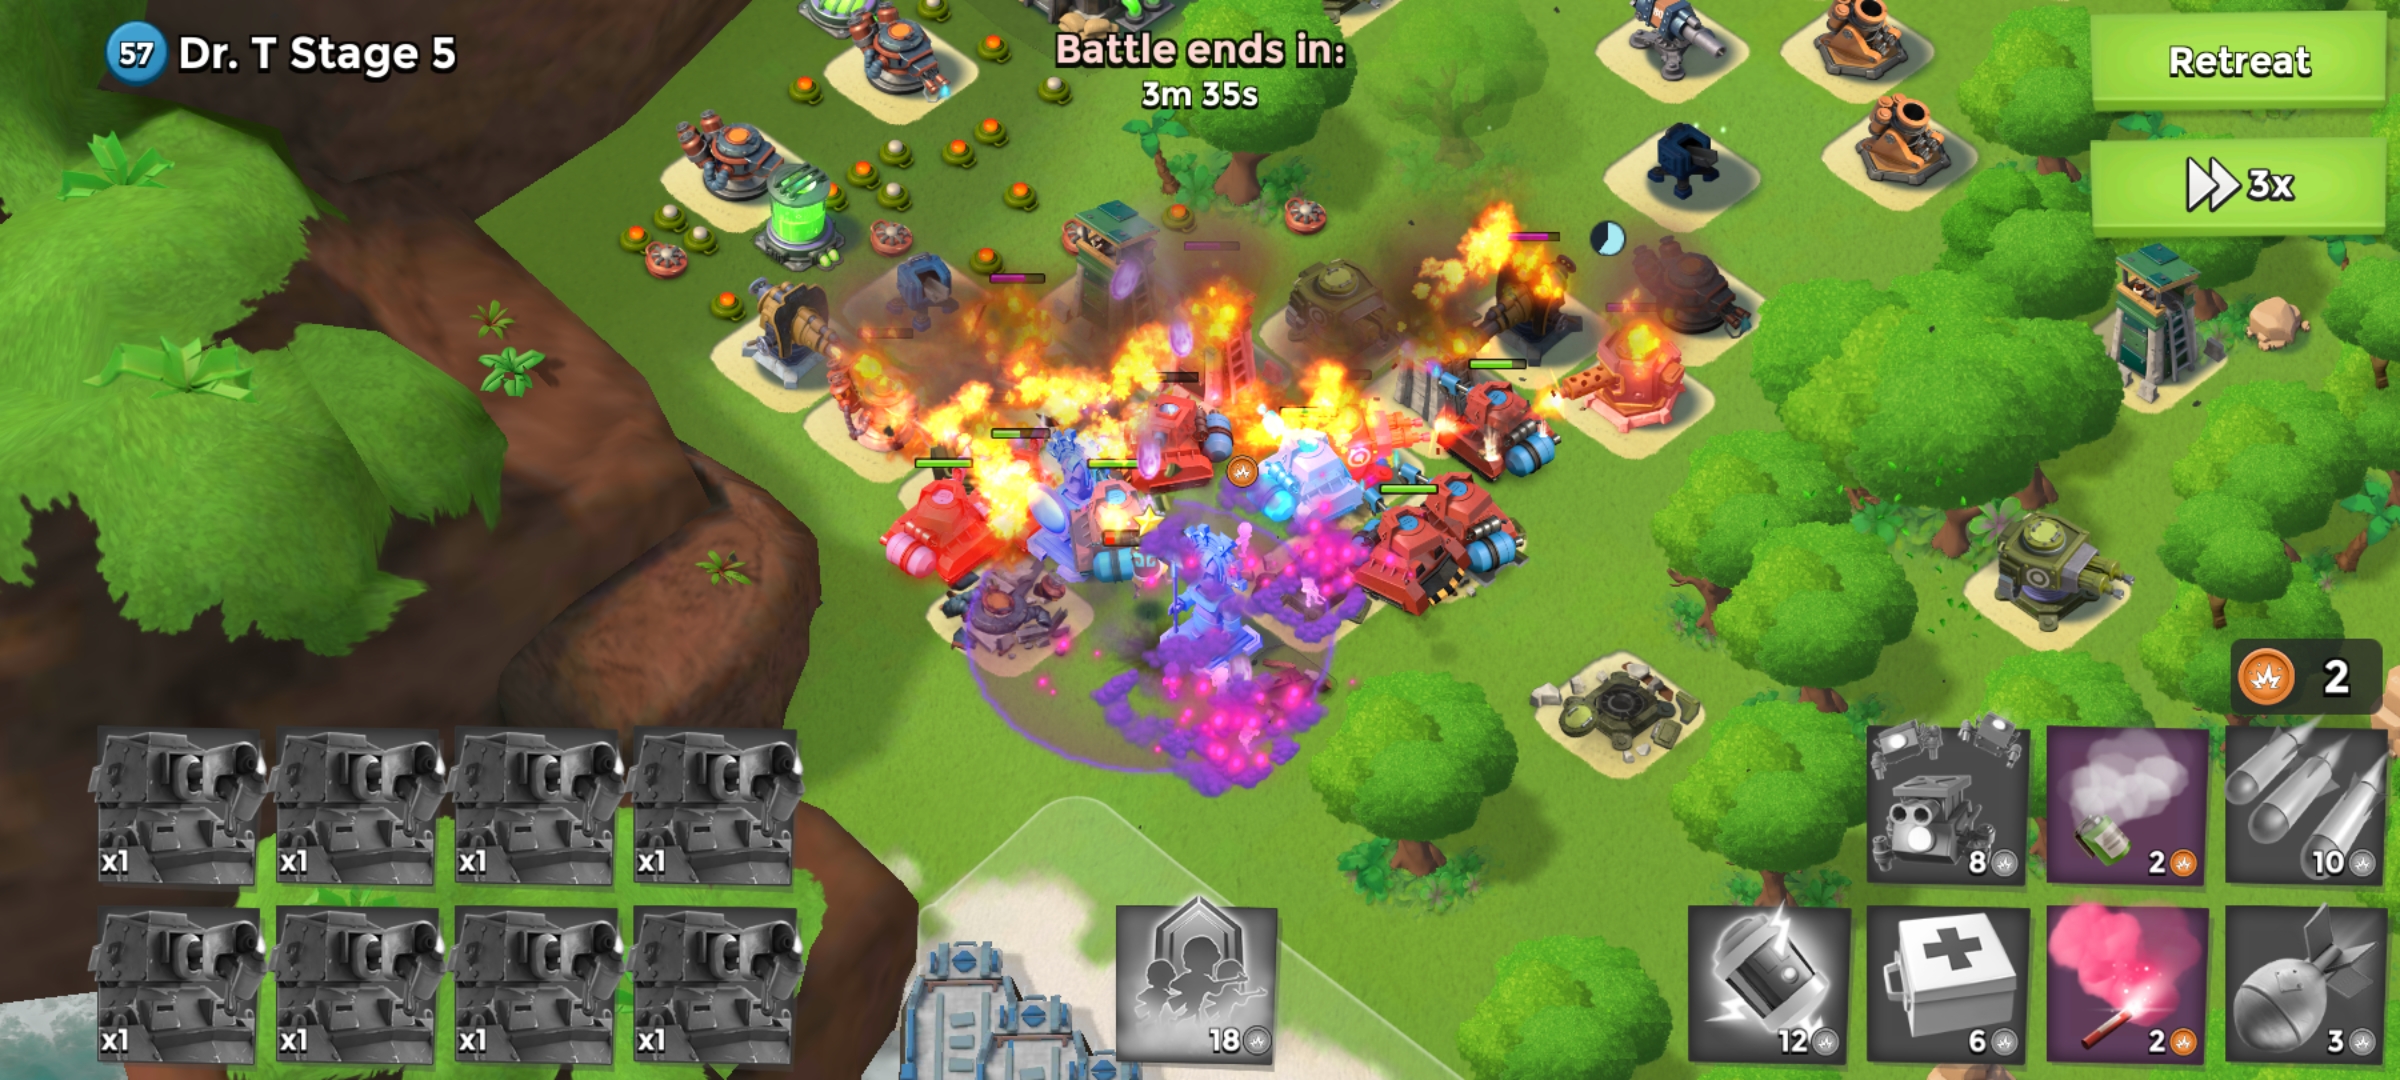 57 Dr. T Stage 5
Battle ends in:
3m 35s
Retreat
3x
2
8
2
10
x1
x1
x1
x1
x1
x1
x1
x1
18
12
6
2
3